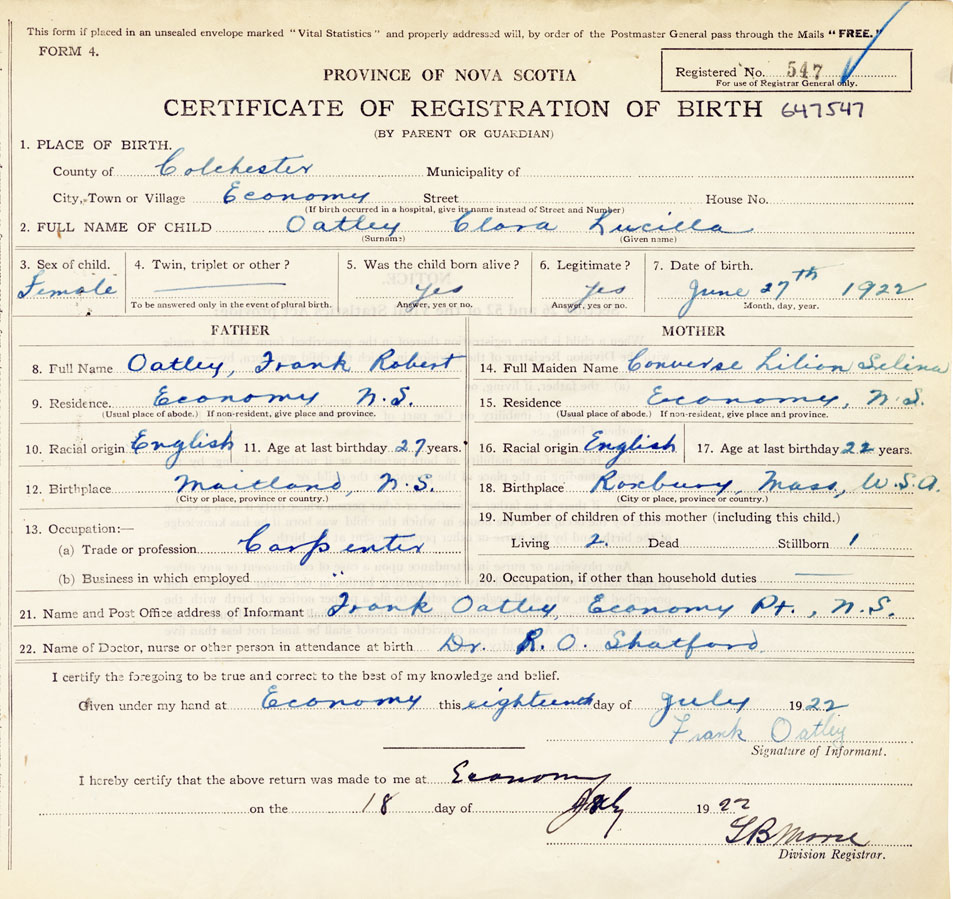 This form if placed in an unsealed envelope marked "Vital Statistics" and properly addressed will, by order of the Postmaster General pass through the Mails "FREE."
FORM 4.
Registered No. 547
For use of Registrar General only.
PROVINCE OF NOVA SCOTIA
CERTIFICATE OF REGISTRATION OF BIRTH 647547
(BY PARENT OR GUARDIAN)
1. PLACE OF BIRTH.
County of Colchester Municipality of
City, Town or Village Economy Street House No.
(If birth occurred in a hospital, give its name instead of Street and Number)
2. FULL NAME OF CHILD Oatley Clara Lucilla
(Surname) (Given name)
3. Sex of child. 4. Twin, triplet or other? 5. Was the child born alive? 6. Legitimate? 7. Date of birth.
Female yes yes June 27th 1922
To be answered only in the event of plural birth. Answer, yes or no. Answer, yes or no. Month, day, year.
FATHER MOTHER
8. Full Name Oatley, Frank Robert 14. Full Maiden Name Converse Lilion Selina
9. Residence. Economy N.S. 15. Residence Economy, N.S.
(Usual place of abode.) If non-resident, give place and province. (Usual place of abode.) If non-resident, give place and province.
10. Racial origin English 11. Age at last birthday 27 years. 16. Racial origin English 17. Age at last birthday 22 years.
12. Birthplace Maitland, N.S. 18. Birthplace Roxbury, Mass, U.S.A.
(City or place, province or country.) (City or place, province or country.)
13. Occupation:— 19. Number of children of this mother (including this child.)
(a) Trade or profession Carpenter Living 2. Dead Stillborn 1
(b) Business in which employed " 20. Occupation, if other than household duties —
21. Name and Post Office address of Informant Frank Oatley, Economy Pt., N.S.
22. Name of Doctor, nurse or other person in attendance at birth Dr. R. O. Shatford
I certify the foregoing to be true and correct to the best of my knowledge and belief.
Given under my hand at Economy this eighteenth day of July 1922
Frank Oatley
Signature of Informant.
I hereby certify that the above return was made to me at Economy
on the 18 day of July 1922
Division Registrar.